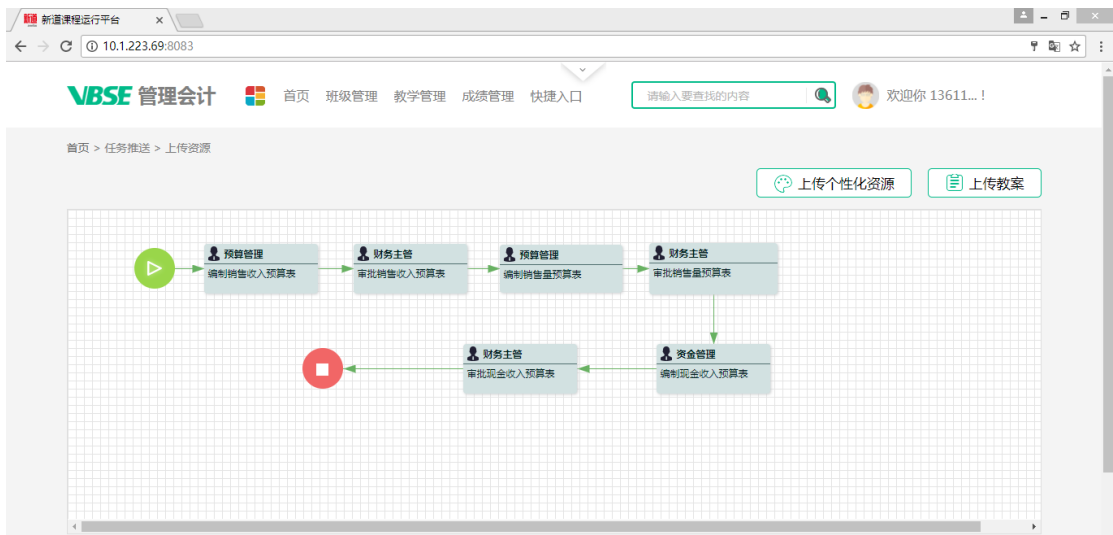 新道课程运行平台
10.1.223.69:8083
VBSE 管理会计 首页 班级管理 教学管理 成绩管理 快捷入口 请输入要查找的内容 欢迎你 13611... !
首页 > 任务推送 > 上传资源
上传个性化资源 上传教案
预算管理
编制销售收入预算表
财务主管
审批销售收入预算表
预算管理
编制销售量预算表
财务主管
审批销售量预算表
资金管理
编制现金收入预算表
财务主管
审批现金收入预算表